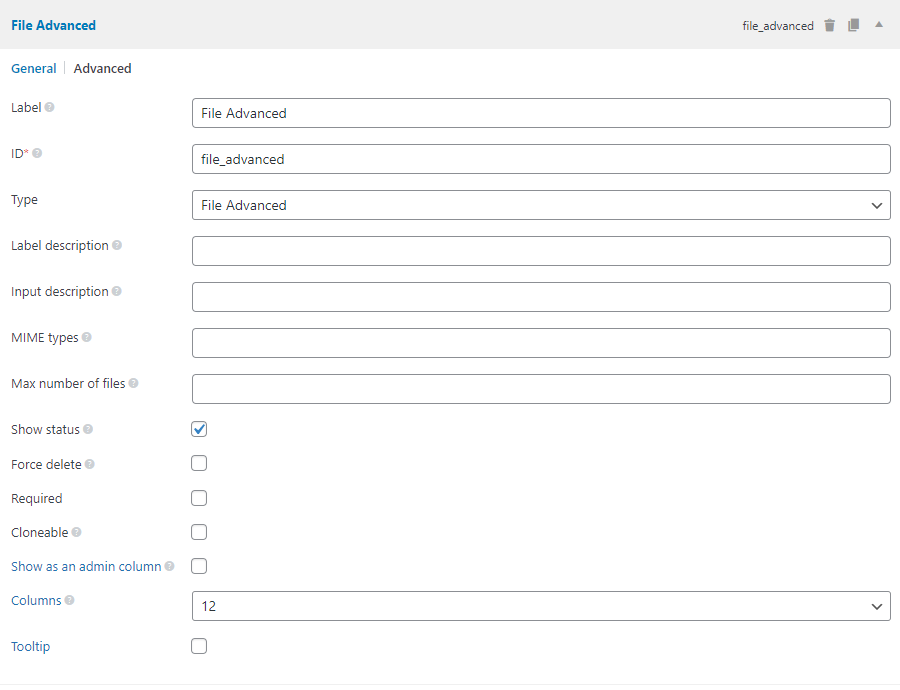 File Advanced file_advanced
General Advanced
Label
File Advanced
ID*
file_advanced
Type
File Advanced
Label description
Input description
MIME types
Max number of files
Show status
Force delete
Required
Cloneable
Show as an admin column
Columns
12
Tooltip